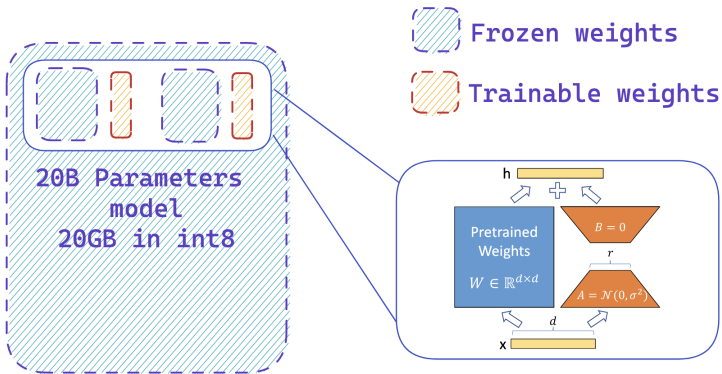 Frozen weights
Trainable weights
20B Parameters
model
20GB in int8
h
Pretrained
Weights
W ∈ ℝ^{d×d}
B = 0
r
A = 𝒩(0, σ²)
d
x